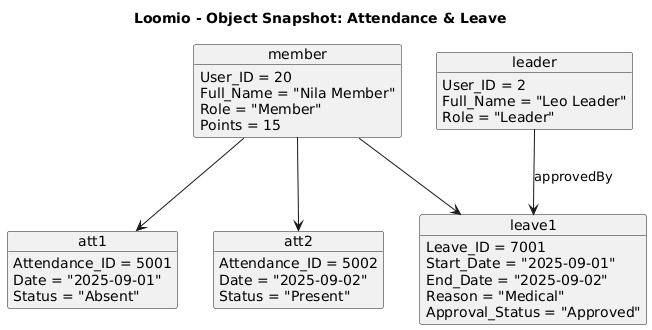 Loomio - Object Snapshot: Attendance & Leave
member
User_ID = 20
Full_Name = "Nila Member"
Role = "Member"
Points = 15
leader
User_ID = 2
Full_Name = "Leo Leader"
Role = "Leader"
approvedBy
att1
Attendance_ID = 5001
Date = "2025-09-01"
Status = "Absent"
att2
Attendance_ID = 5002
Date = "2025-09-02"
Status = "Present"
leave1
Leave_ID = 7001
Start_Date = "2025-09-01"
End_Date = "2025-09-02"
Reason = "Medical"
Approval_Status = "Approved"